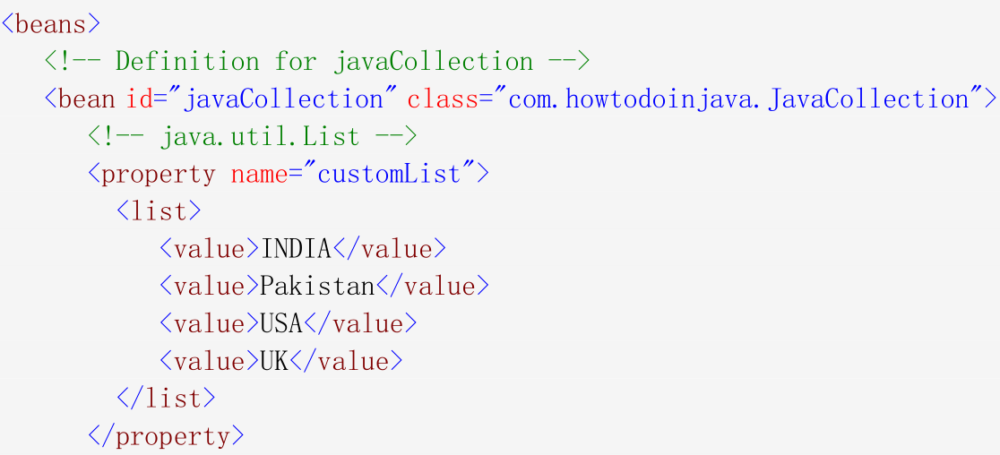 <beans>
<!-- Definition for javaCollection -->
<bean id="javaCollection" class="com.howtodoinjava.JavaCollection">
<!-- java.util.List -->
<property name="customList">
<list>
<value>INDIA</value>
<value>Pakistan</value>
<value>USA</value>
<value>UK</value>
</list>
</property>